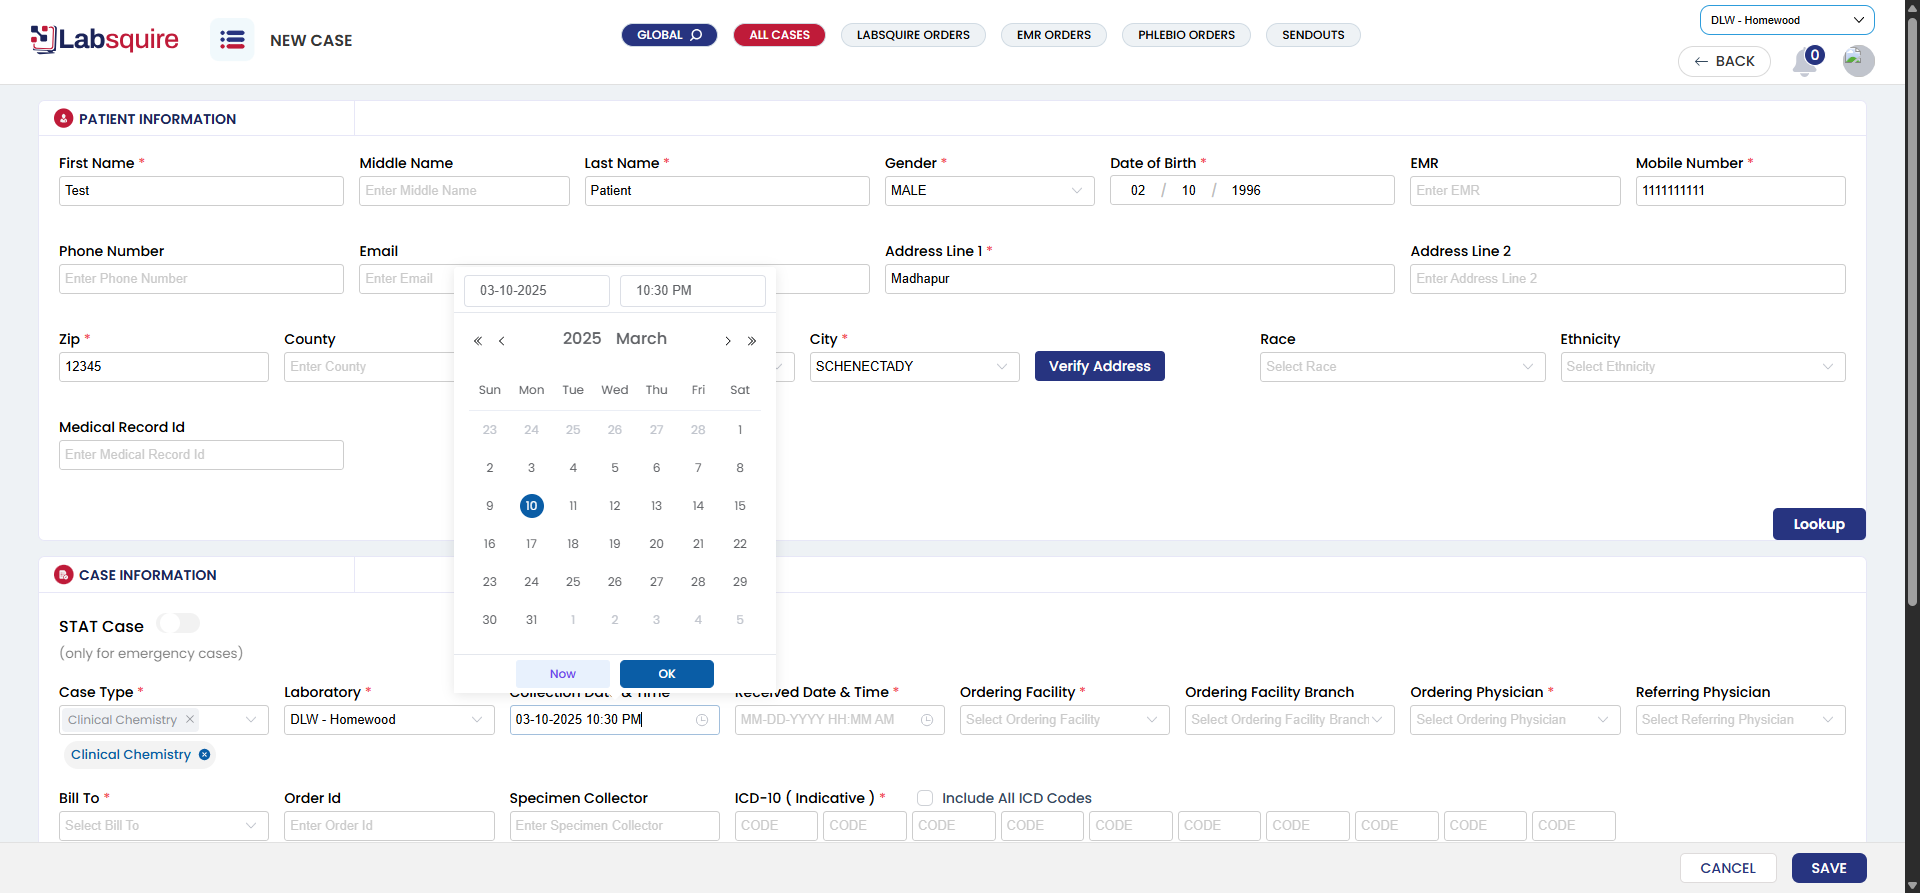 Labsquire
NEW CASE
GLOBAL
ALL CASES
LABSQUIRE ORDERS
EMR ORDERS
PHLEBIO ORDERS
SENDOUTS
DLW - Homewood
BACK
0
PATIENT INFORMATION
First Name *
Middle Name
Last Name *
Gender *
Date of Birth *
EMR
Mobile Number *
Test
Enter Middle Name
Patient
MALE
02 / 10 / 1996
Enter EMR
1111111111
Phone Number
Email
Address Line 1 *
Address Line 2
Enter Phone Number
Enter Email
Madhapur
Enter Address Line 2
03-10-2025
10:30 PM
2025 March
Sun Mon Tue Wed Thu Fri Sat
23 24 25 26 27 28 1
2 3 4 5 6 7 8
9 10 11 12 13 14 15
16 17 18 19 20 21 22
23 24 25 26 27 28 29
30 31 1 2 3 4 5
Now
OK
Zip *
County
City *
Race
Ethnicity
12345
Enter County
SCHENECTADY
Verify Address
Select Race
Select Ethnicity
Medical Record Id
Enter Medical Record Id
Lookup
CASE INFORMATION
STAT Case
(only for emergency cases)
Case Type *
Laboratory *
Collection Date & Time
Received Date & Time *
Ordering Facility *
Ordering Facility Branch
Ordering Physician *
Referring Physician
Clinical Chemistry
DLW - Homewood
03-10-2025 10:30 PM
MM-DD-YYYY HH:MM AM
Select Ordering Facility
Select Ordering Facility Branch
Select Ordering Physician
Select Referring Physician
Clinical Chemistry
Bill To *
Order Id
Specimen Collector
ICD-10 ( Indicative ) *
Include All ICD Codes
Select Bill To
Enter Order Id
Enter Specimen Collector
CODE CODE CODE CODE CODE CODE CODE CODE CODE CODE
CANCEL
SAVE